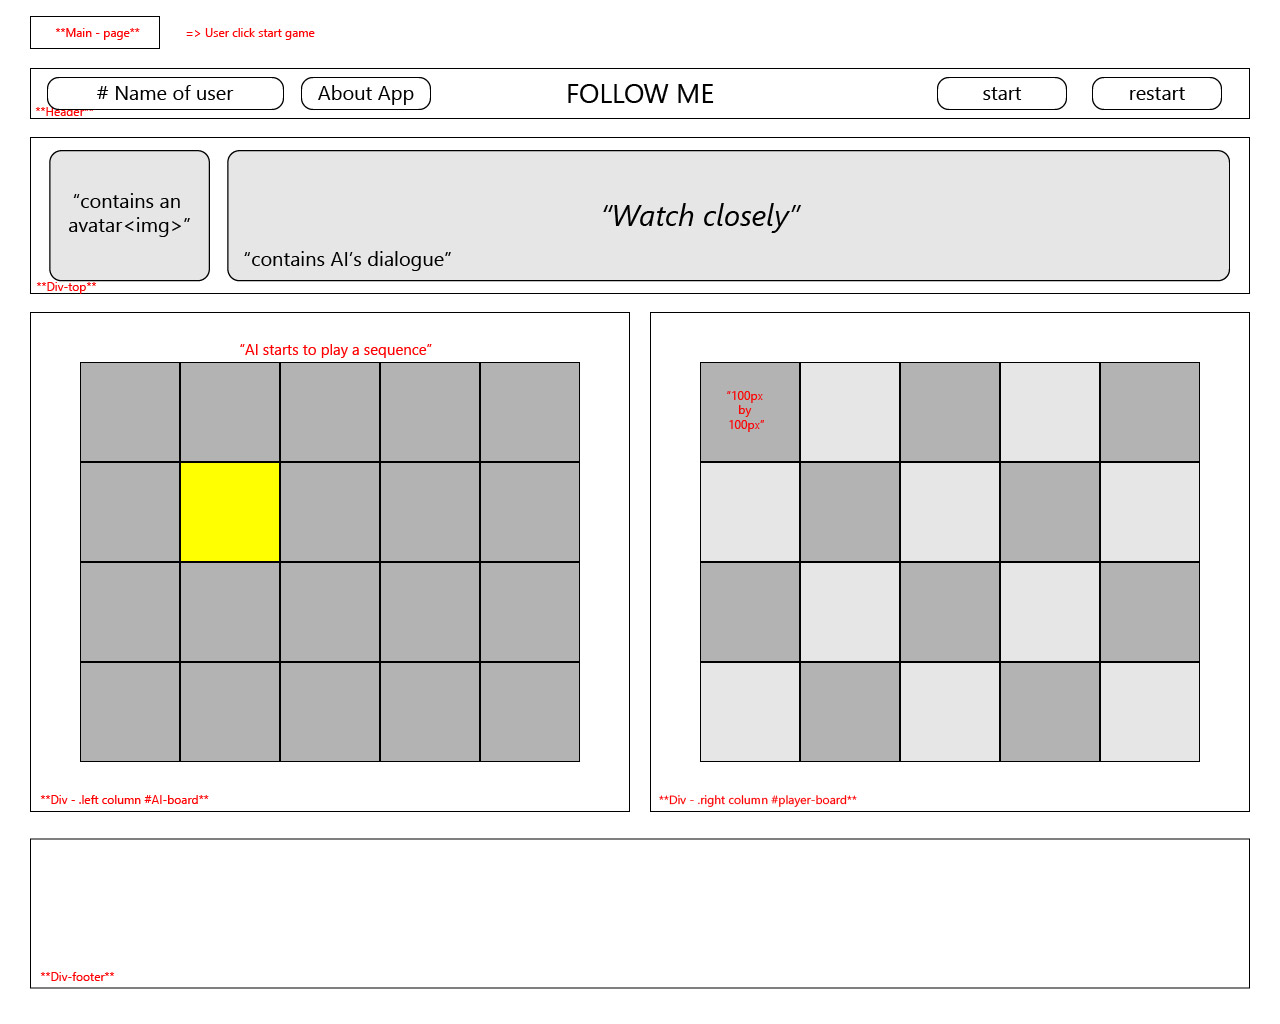 **Main - page**
=> User click start game
# Name of user
About App
FOLLOW ME
start
restart
**Header**
“contains an
avatar<img>”
“Watch closely”
“contains AI’s dialogue”
**Div-top**
“AI starts to play a sequence”
“100px
by
100px”
**Div - .left column #AI-board**
**Div - .right column #player-board**
**Div-footer**